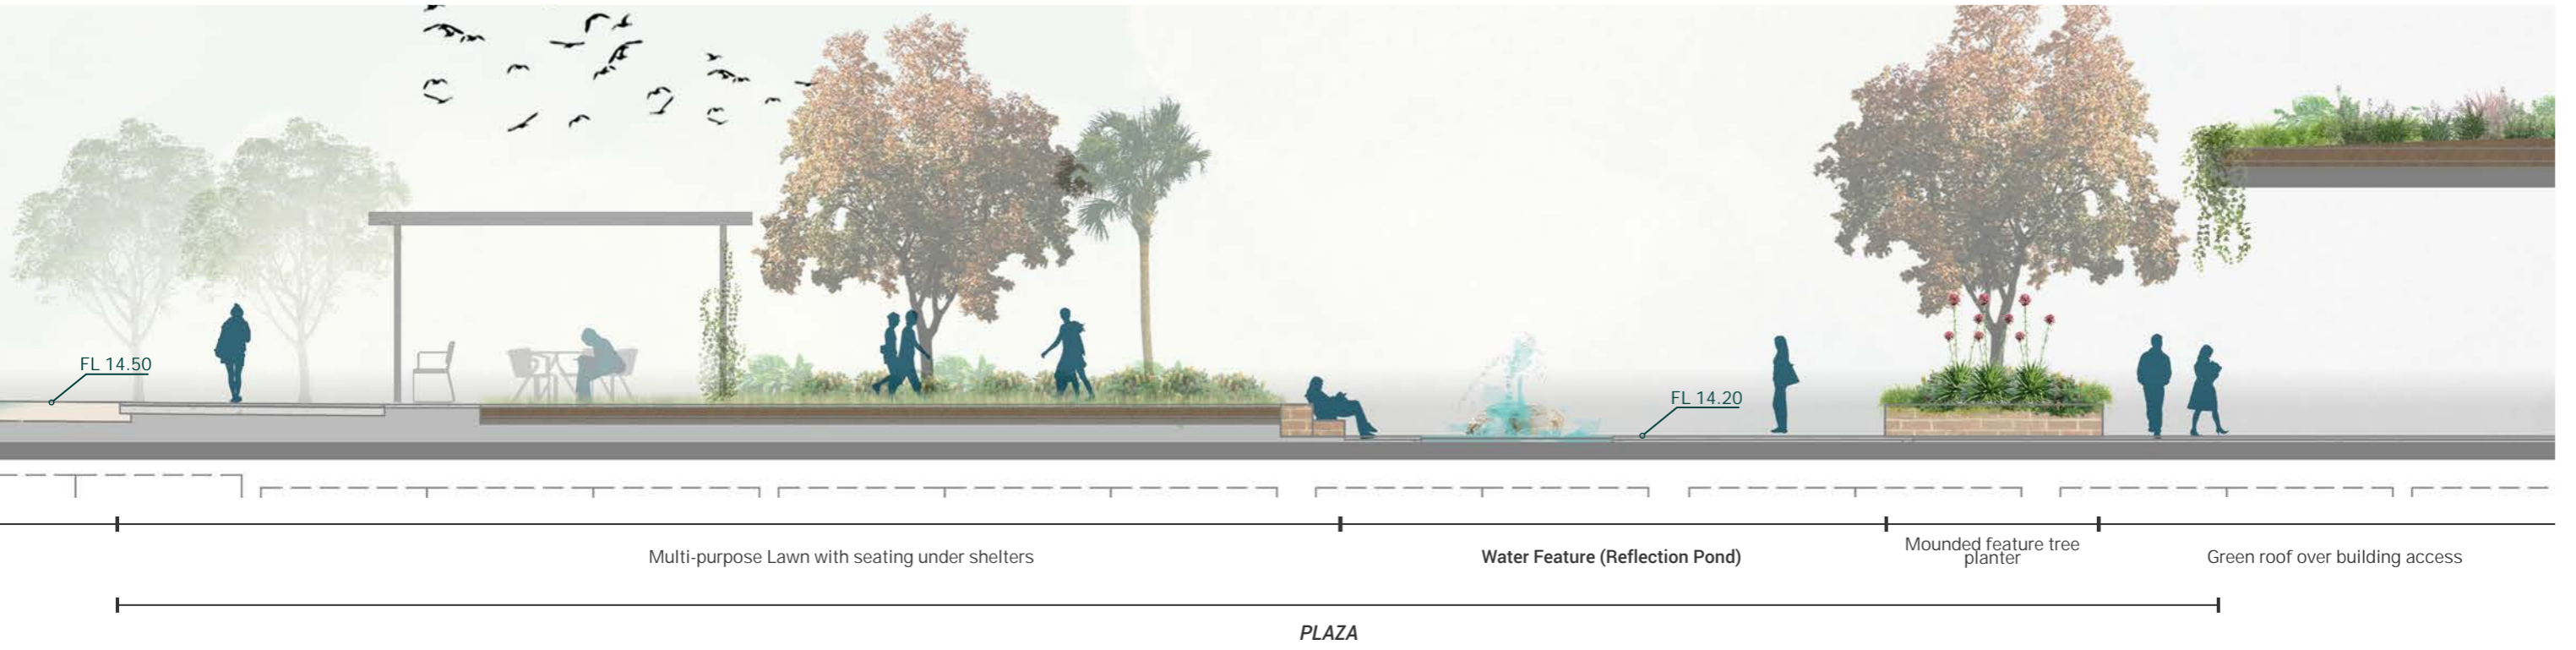 FL 14.50
FL 14.20
Multi-purpose Lawn with seating under shelters
Water Feature (Reflection Pond)
Mounded feature tree
planter
Green roof over building access
PLAZA